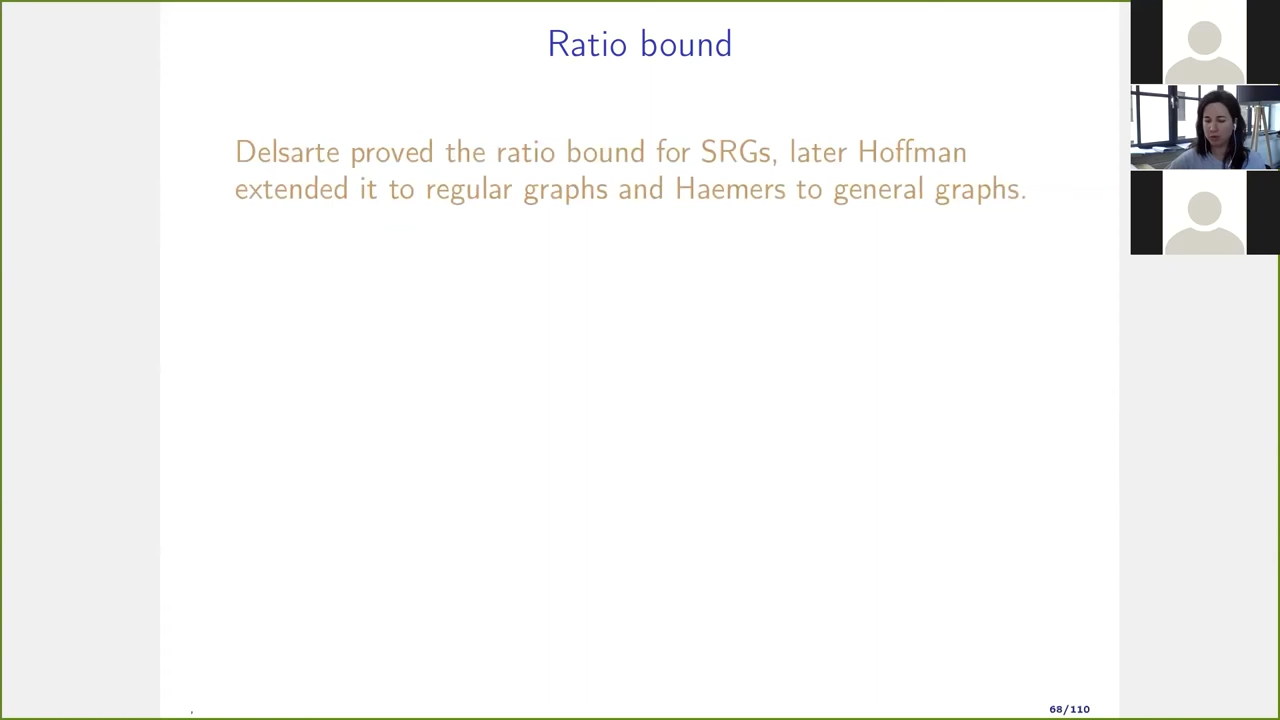 Ratio bound
Delsarte proved the ratio bound for SRGs, later Hoffman
extended it to regular graphs and Haemers to general graphs.
,
68/110